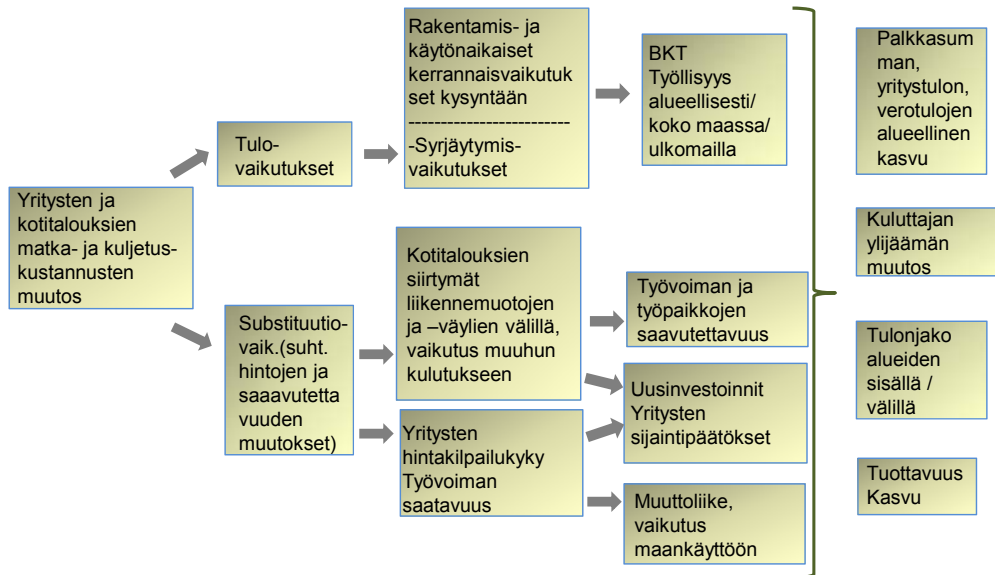 Yritysten ja
kotitalouksien
matka- ja kuljetus-
kustannusten
muutos
Tulo-
vaikutukset
Substituutio-
vaik.(suht.
hintojen ja
saaavutetta
vuuden
muutokset)
Rakentamis- ja
käytönaikaiset
kerrannaisvaikutuk
set kysyntään
-------------------------
-Syrjäytymis-
vaikutukset
Kotitalouksien
siirtymät
liikennemuotojen
ja –väylien välillä,
vaikutus muuhun
kulutukseen
Yritysten
hintakilpailukyky
Työvoiman
saatavuus
BKT
Työllisyys
alueellisesti/
koko maassa/
ulkomailla
Työvoiman ja
työpaikkojen
saavutettavuus
Uusinvestoinnit
Yritysten
sijaintipäätökset
Muuttoliike,
vaikutus
maankäyttöön
Palkkasum
man,
yritystulon,
verotulojen
alueellinen
kasvu
Kuluttajan
ylijäämän
muutos
Tulonjako
alueiden
sisällä /
välillä
Tuottavuus
Kasvu